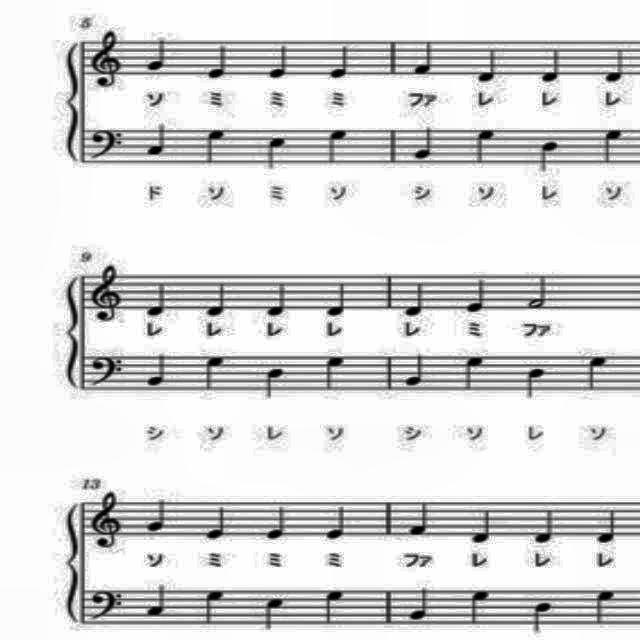 5
ソ ミ ミ ミ ファ レ レ レ
ド ソ ミ ソ シ ソ レ ソ
9
レ レ レ レ レ ミ ファ
シ ソ レ ソ シ ソ レ ソ
13
ソ ミ ミ ミ ファ レ レ レ